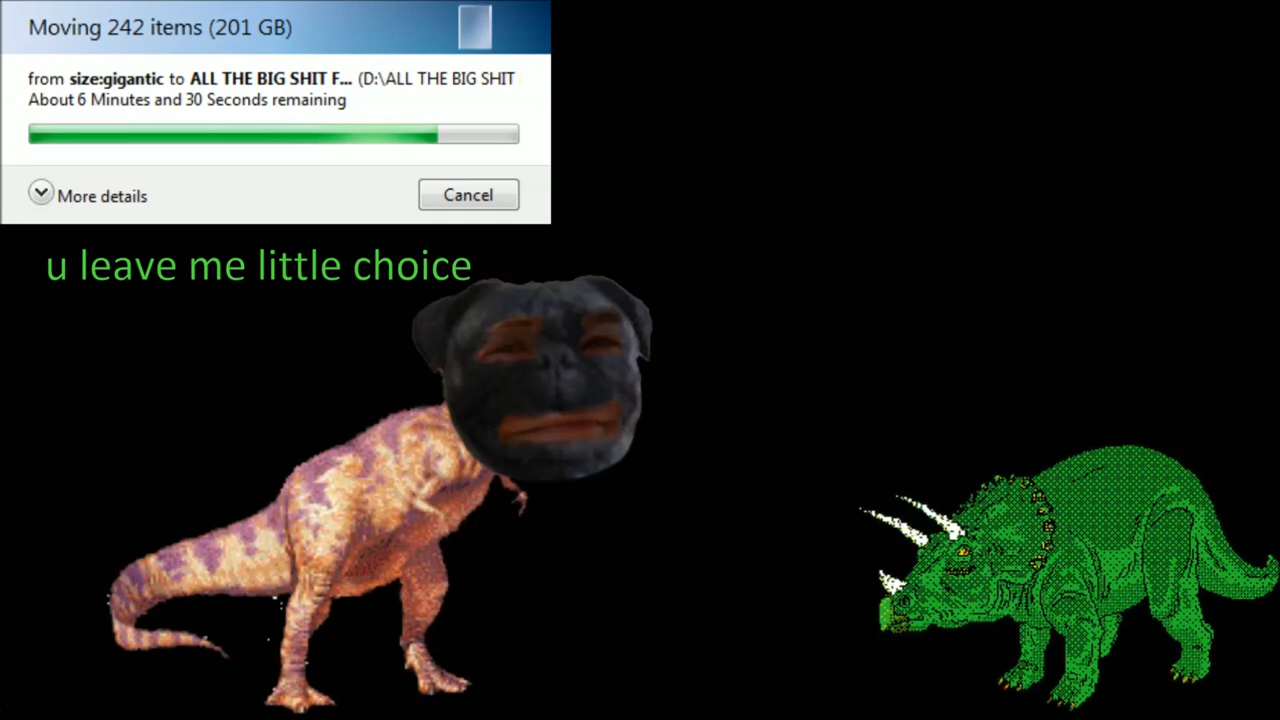 Moving 242 items (201 GB)
from size:gigantic to ALL THE BIG SHIT F... (D:\ALL THE BIG SHIT
About 6 Minutes and 30 Seconds remaining
More details
Cancel
u leave me little choice